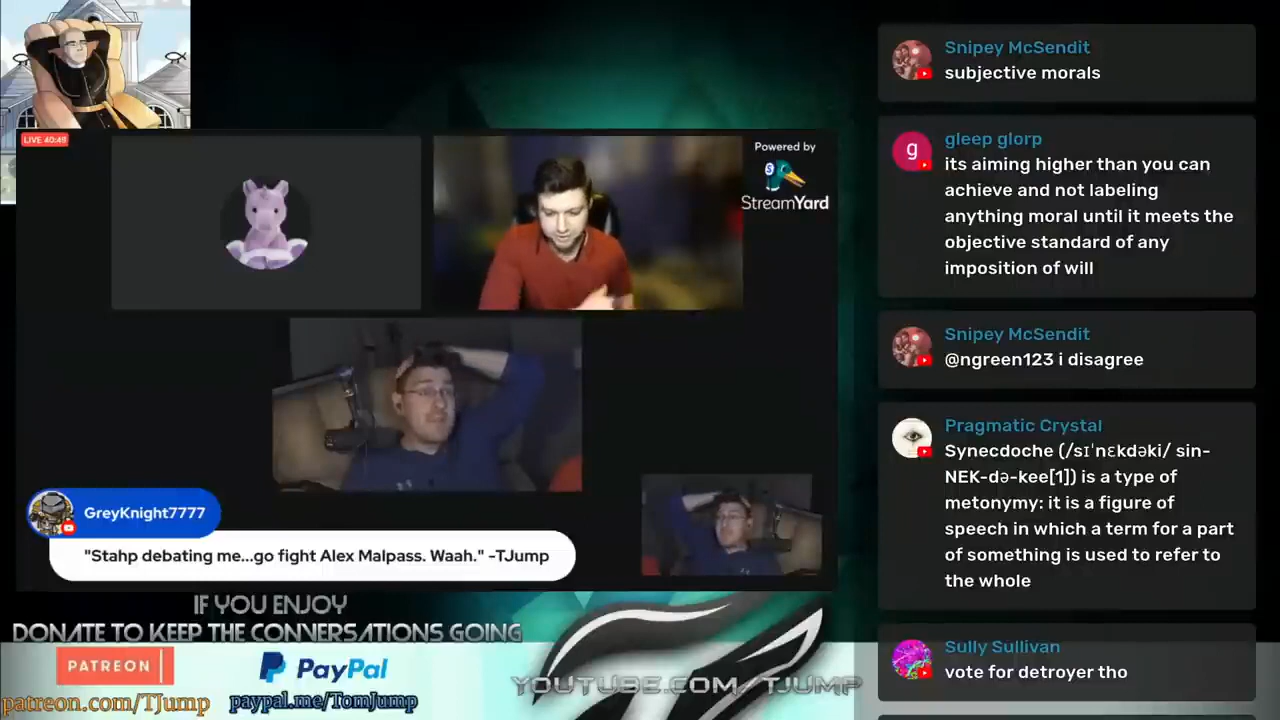 LIVE 40:49
Powered by
StreamYard
GreyKnight7777
"Stahp debating me...go fight Alex Malpass. Waah." -TJump
IF YOU ENJOY
DONATE TO KEEP THE CONVERSATIONS GOING
PATREON
PayPal
patreon.com/TJump
paypal.me/TomJump
YOUTUBE.COM/TJUMP
Snipey McSendit
subjective morals
g
gleep glorp
its aiming higher than you can
achieve and not labeling
anything moral until it meets the
objective standard of any
imposition of will
Snipey McSendit
@ngreen123 i disagree
Pragmatic Crystal
Synecdoche (/sɪˈnɛkdəki/ sin-
NEK-də-kee[1]) is a type of
metonymy: it is a figure of
speech in which a term for a part
of something is used to refer to
the whole
Sully Sullivan
vote for detroyer tho